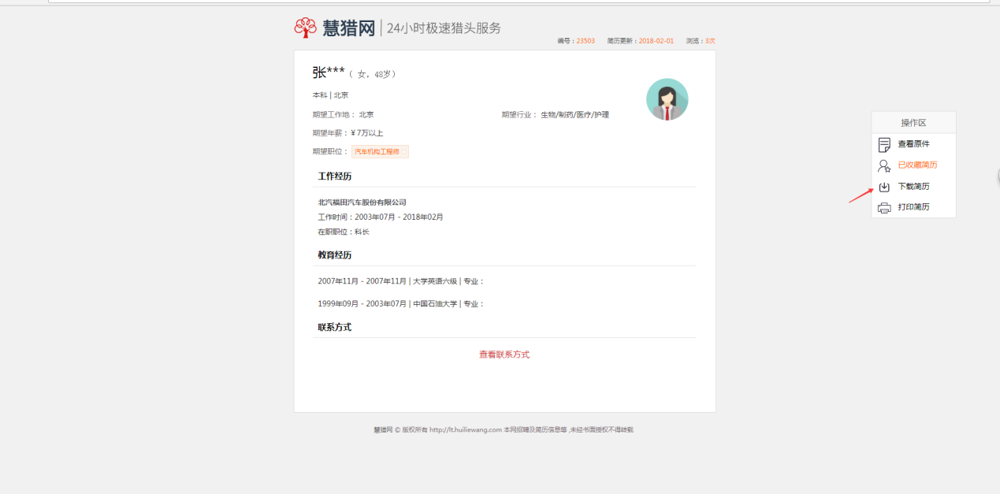 慧猎网 | 24小时极速猎头服务
编号：23503 简历更新：2018-02-01 浏览：3次
张***（ 女，48岁）
本科 | 北京
期望工作地： 北京 期望行业： 生物/制药/医疗/护理
期望年薪：¥ 7万以上
期望职位： 汽车机构工程师
工作经历
北汽福田汽车股份有限公司
工作时间：2003年07月 - 2018年02月
在职职位：科长
教育经历
2007年11月 - 2007年11月 | 大学英语六级 | 专业：
1999年09月 - 2003年07月 | 中国石油大学 | 专业：
联系方式
查看联系方式
操作区
查看原件
已收藏简历
下载简历
打印简历
慧猎网 © 版权所有 http://lt.huiliewang.com 本网招聘及简历信息等 ,未经书面授权不得转载